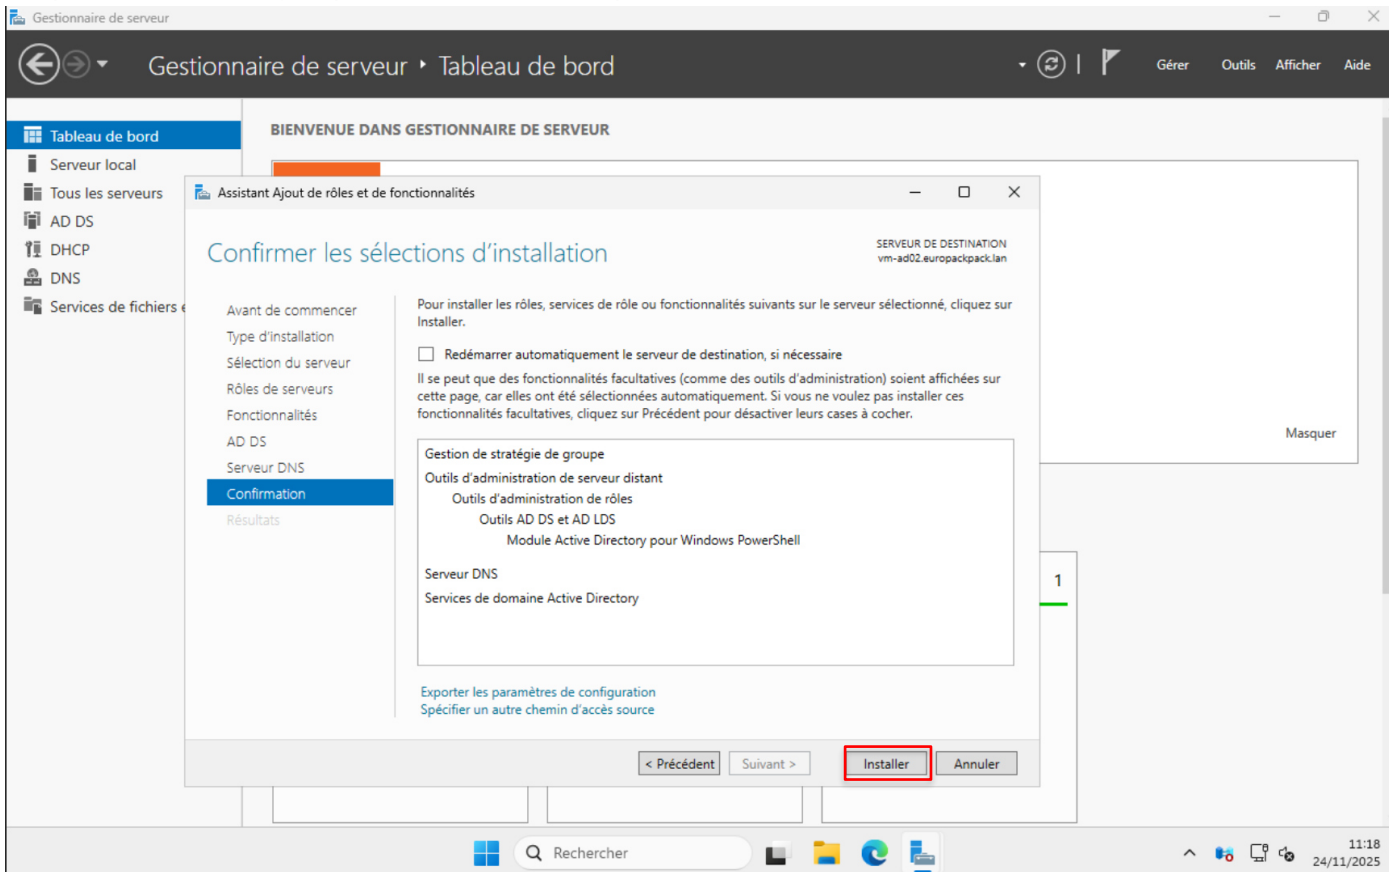 Gestionnaire de serveur
Gestionnaire de serveur ‣ Tableau de bord
Gérer
Outils
Afficher
Aide
Tableau de bord
Serveur local
Tous les serveurs
AD DS
DHCP
DNS
Services de fichiers e
BIENVENUE DANS GESTIONNAIRE DE SERVEUR
Masquer
1
Assistant Ajout de rôles et de fonctionnalités
Confirmer les sélections d'installation
SERVEUR DE DESTINATION
vm-ad02.europackpack.lan
Avant de commencer
Type d'installation
Sélection du serveur
Rôles de serveurs
Fonctionnalités
AD DS
Serveur DNS
Confirmation
Résultats
Pour installer les rôles, services de rôle ou fonctionnalités suivants sur le serveur sélectionné, cliquez sur
Installer.
Redémarrer automatiquement le serveur de destination, si nécessaire
Il se peut que des fonctionnalités facultatives (comme des outils d'administration) soient affichées sur
cette page, car elles ont été sélectionnées automatiquement. Si vous ne voulez pas installer ces
fonctionnalités facultatives, cliquez sur Précédent pour désactiver leurs cases à cocher.
Gestion de stratégie de groupe
Outils d'administration de serveur distant
Outils d'administration de rôles
Outils AD DS et AD LDS
Module Active Directory pour Windows PowerShell
Serveur DNS
Services de domaine Active Directory
Exporter les paramètres de configuration
Spécifier un autre chemin d'accès source
< Précédent
Suivant >
Installer
Annuler
Rechercher
11:18
24/11/2025